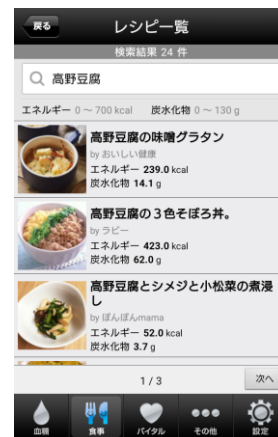 戻る
レシピ一覧
検索結果 24 件
高野豆腐
エネルギー 0 ～ 700 kcal 炭水化物 0 ～ 130 g
高野豆腐の味噌グラタン
by おいしい健康
エネルギー 239.0 kcal
炭水化物 14.1 g
高野豆腐の３色そぼろ丼。
by ラビー
エネルギー 423.0 kcal
炭水化物 62.0 g
高野豆腐とシメジと小松菜の煮浸
し
by ぽんぽんmama
エネルギー 52.0 kcal
炭水化物 3.7 g
1 / 3
次へ
血糖 食事 バイタル その他 設定